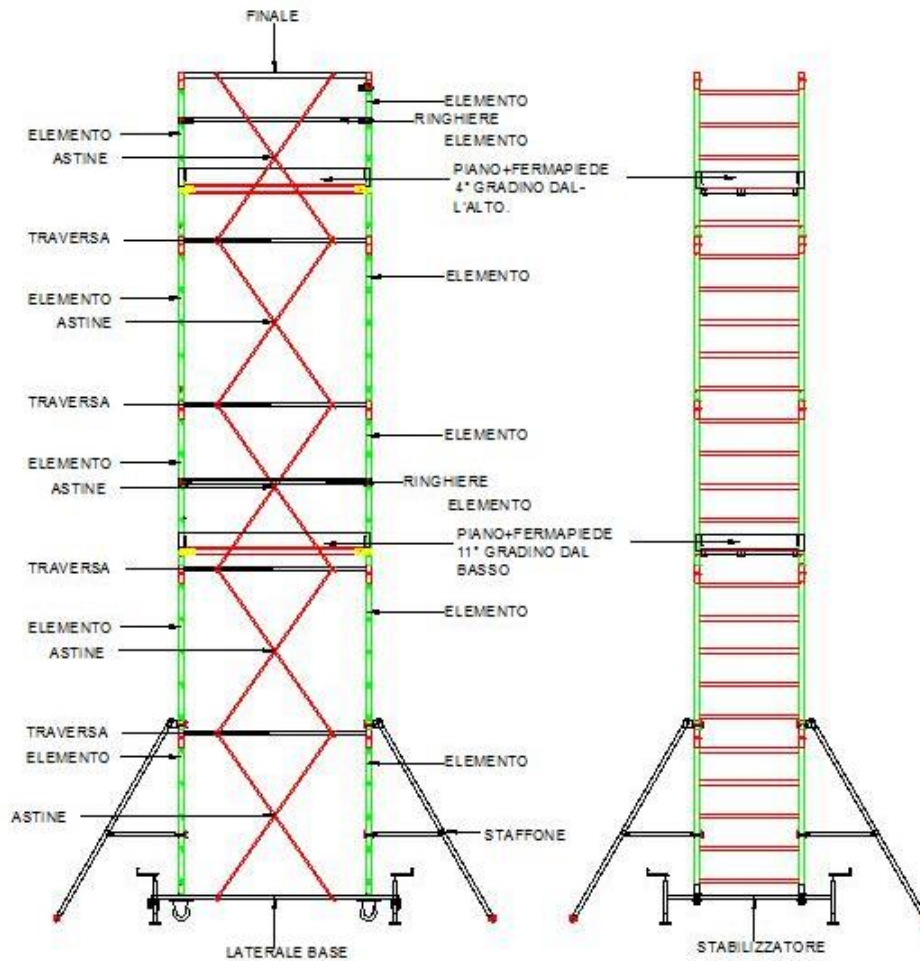 FINALE
ELEMENTO
RINGHIERE
ELEMENTO
ELEMENTO
ASTINE
PIANO+FERMAPIEDE
4° GRADINO DAL-
L'ALTO.
TRAVERSA
ELEMENTO
ELEMENTO
ASTINE
TRAVERSA
ELEMENTO
ELEMENTO
RINGHIERE
ASTINE
ELEMENTO
PIANO+FERMAPIEDE
11° GRADINO DAL
BASSO
TRAVERSA
ELEMENTO
ELEMENTO
ASTINE
TRAVERSA
ELEMENTO
ELEMENTO
ASTINE
STAFFONE
LATERALE BASE
STABILIZZATORE